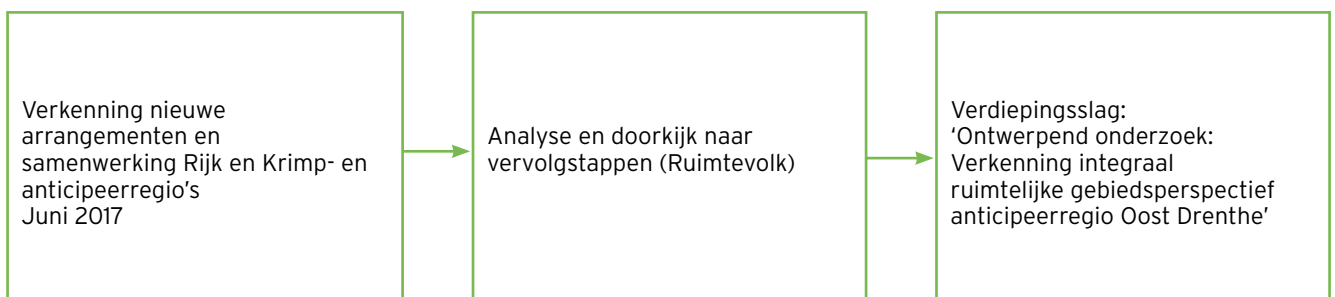 Verkenning nieuwe
arrangementen en
samenwerking Rijk en Krimp- en
anticipeerregio's
Juni 2017
Analyse en doorkijk naar
vervolgstappen (Ruimtevolk)
Verdiepingsslag:
‘Ontwerpend onderzoek:
Verkenning integraal
ruimtelijke gebiedsperspectief
anticipeerregio Oost Drenthe’